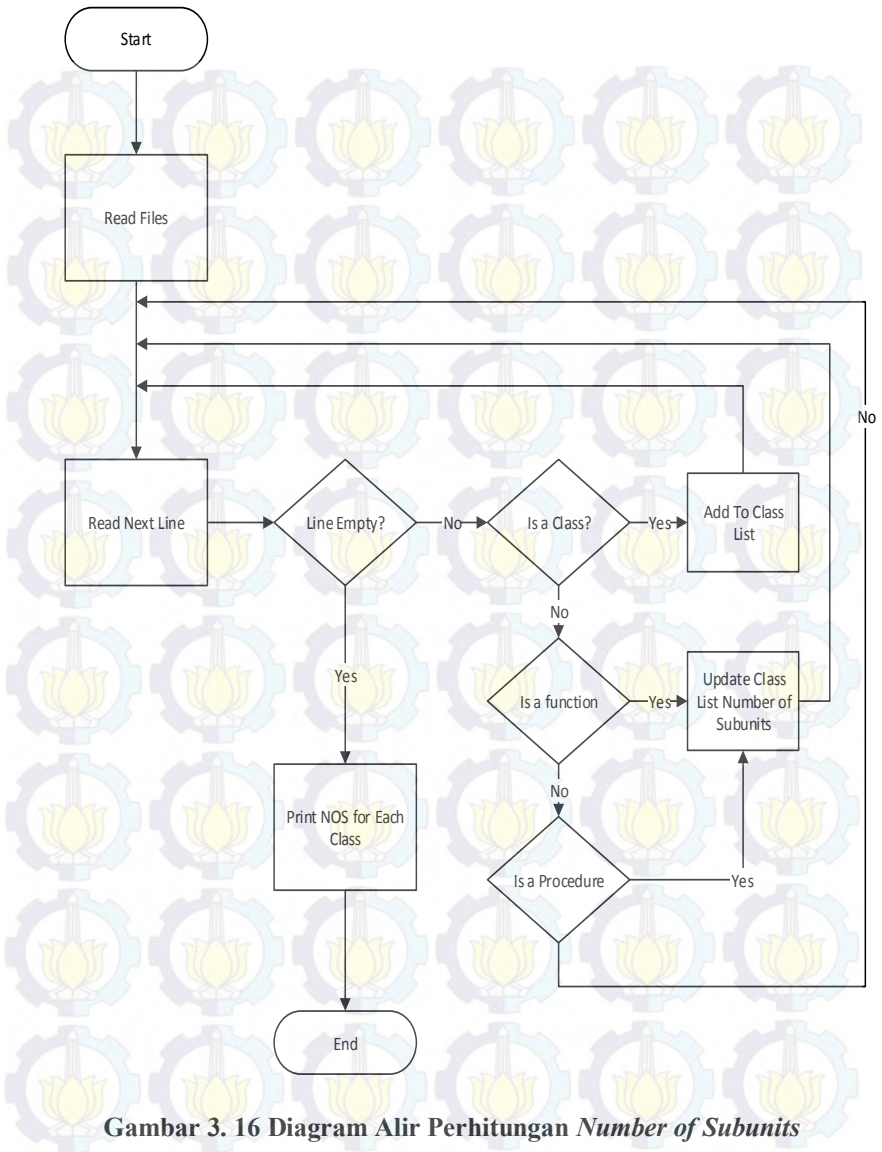 Start
Read Files
No
Read Next Line
Line Empty?
No
Is a Class?
Yes
Add To Class
List
No
Yes
Is a function
Yes
Update Class
List Number of
Subunits
No
Print NOS for Each
Class
Is a Procedure
Yes
End
Gambar 3. 16 Diagram Alir Perhitungan Number of Subunits